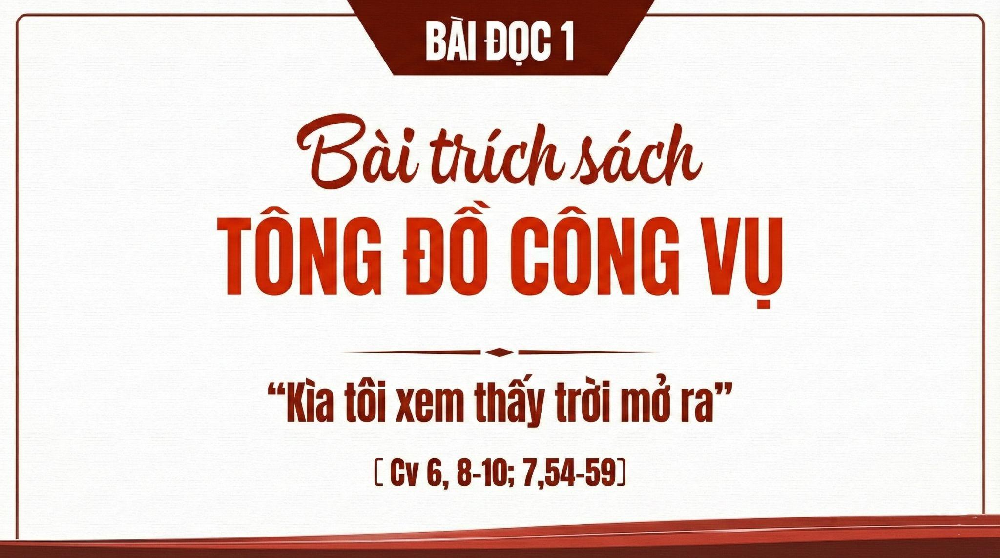 BÀI ĐỌC 1
Bài trích sách
TÔNG ĐỒ CÔNG VỤ
“Kìa tôi xem thấy trời mở ra”
[ Cv 6, 8-10; 7,54-59]